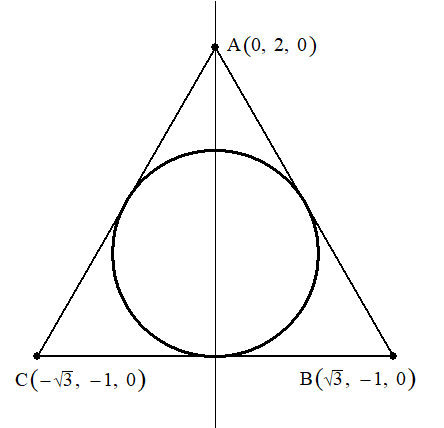 A(0, 2, 0)
C(-√3, -1, 0)
B(√3, -1, 0)